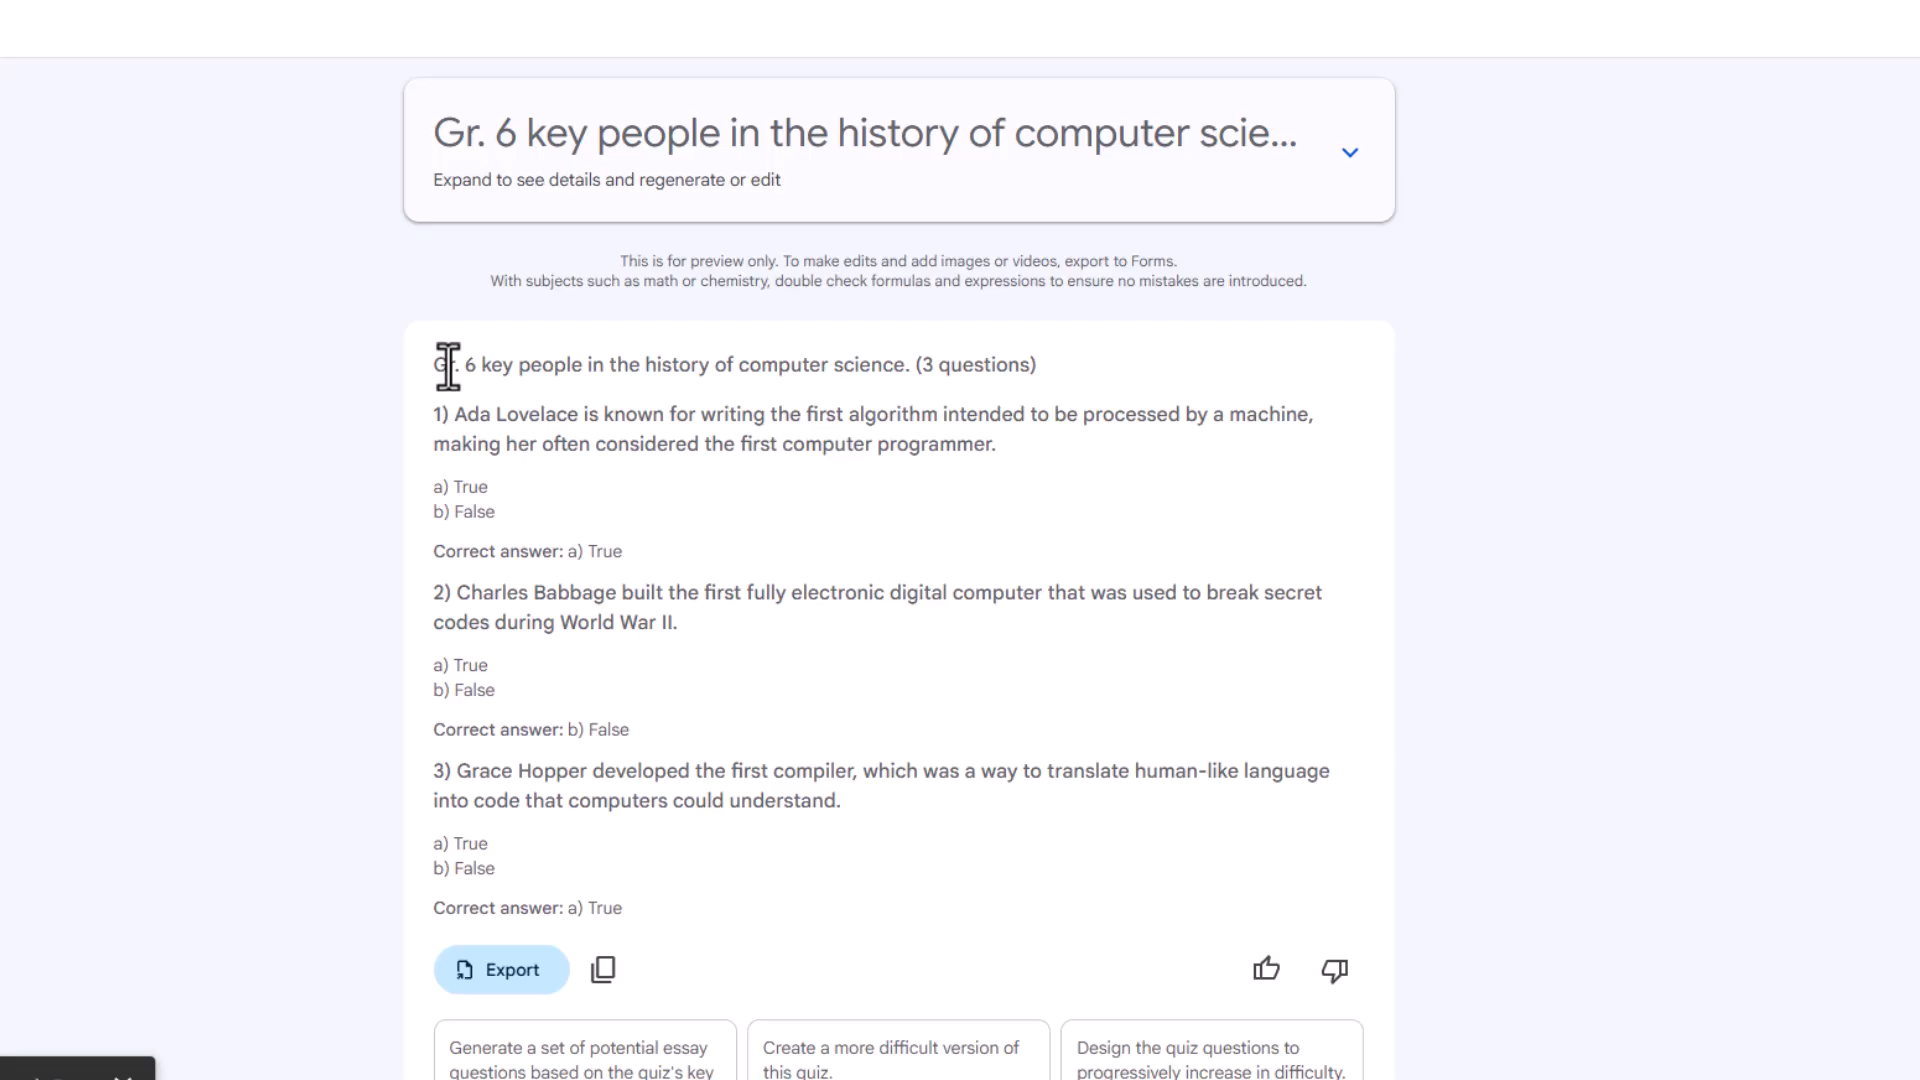 Gr. 6 key people in the history of computer scie...
Expand to see details and regenerate or edit
This is for preview only. To make edits and add images or videos, export to Forms.
With subjects such as math or chemistry, double check formulas and expressions to ensure no mistakes are introduced.
Gr. 6 key people in the history of computer science. (3 questions)
1) Ada Lovelace is known for writing the first algorithm intended to be processed by a machine,
making her often considered the first computer programmer.
a) True
b) False
Correct answer: a) True
2) Charles Babbage built the first fully electronic digital computer that was used to break secret
codes during World War II.
a) True
b) False
Correct answer: b) False
3) Grace Hopper developed the first compiler, which was a way to translate human-like language
into code that computers could understand.
a) True
b) False
Correct answer: a) True
Export
Generate a set of potential essay
questions based on the quiz's key
Create a more difficult version of
this quiz.
Design the quiz questions to
progressively increase in difficulty.